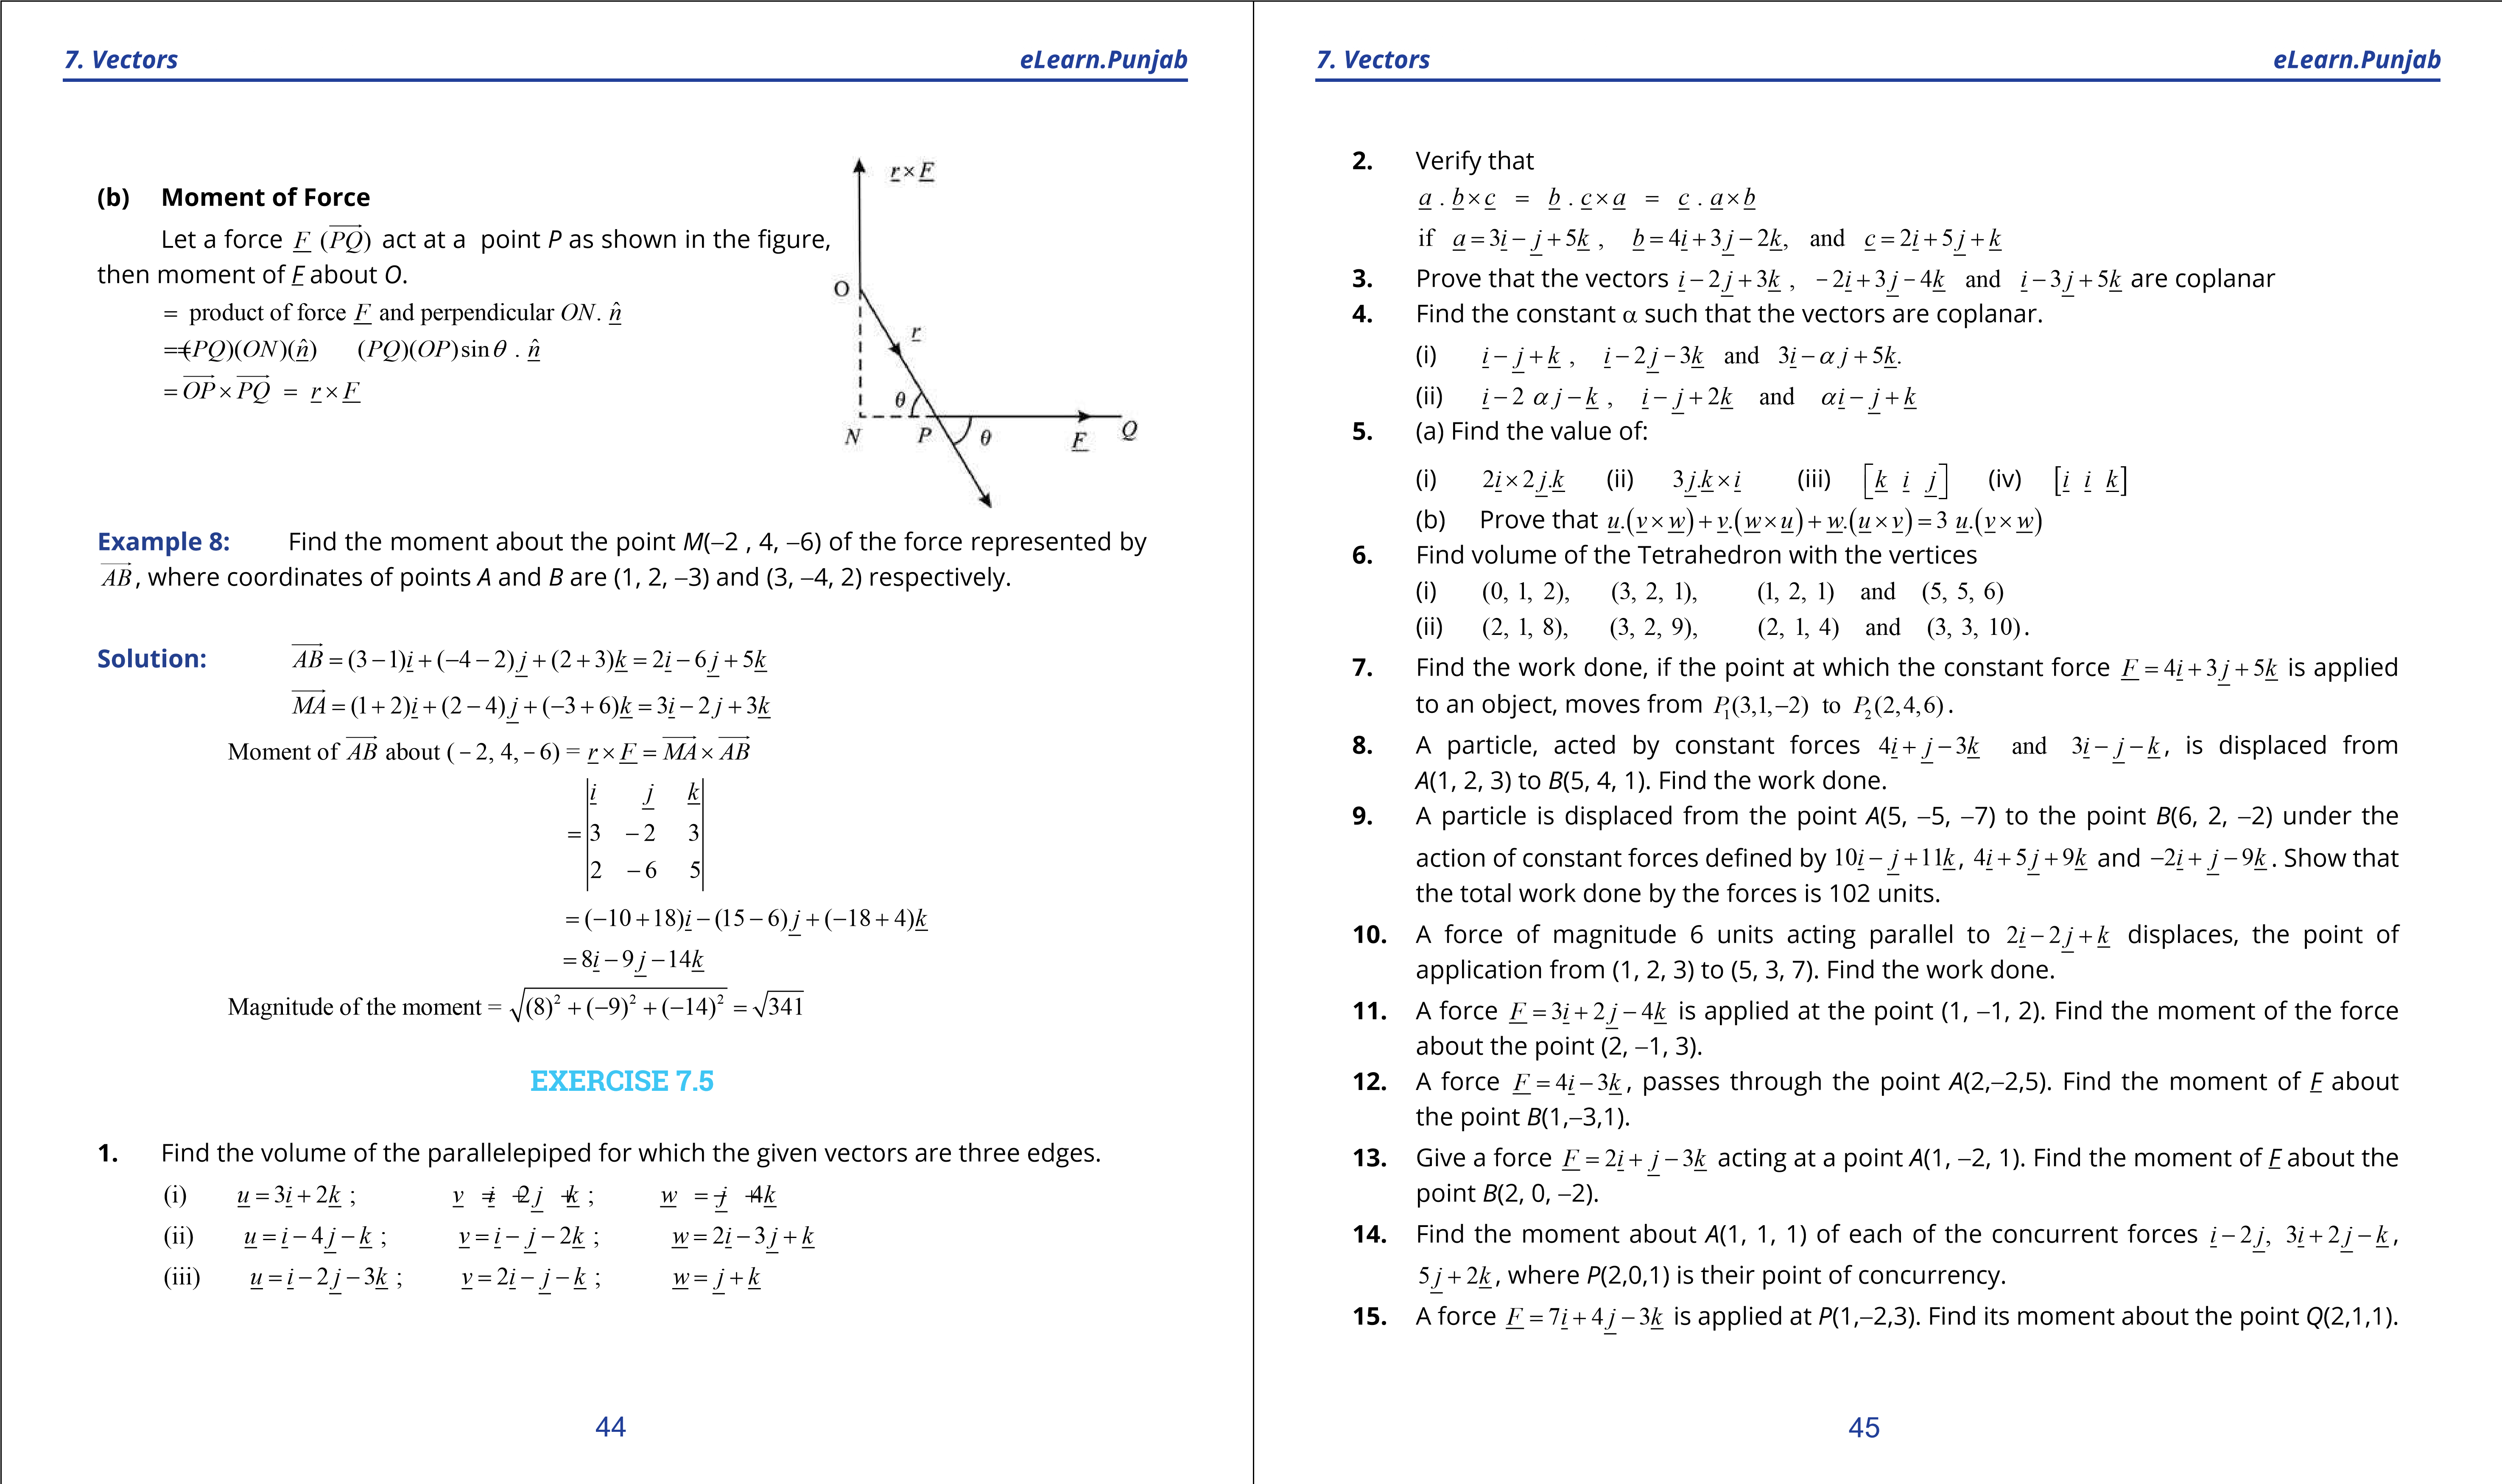 7. Vectors eLearn.Punjab
(b) Moment of Force
Let a force F (PQ) act at a point P as shown in the figure,
then moment of F about O.
= product of force F and perpendicular ON. n̂
=(PQ)(ON)(n̂) (PQ)(OP)sinθ . n̂
= OP × PQ = r × F
r × F
O
r
θ
N P θ F Q
Example 8: Find the moment about the point M(−2 , 4, −6) of the force represented by
AB, where coordinates of points A and B are (1, 2, −3) and (3, −4, 2) respectively.
Solution: AB = (3−1)i + (−4−2)j + (2+3)k = 2i − 6j + 5k
MA = (1+2)i + (2−4)j + (−3+6)k = 3i − 2j + 3k
Moment of AB about (−2, 4, −6) = r × F = MA × AB
i j k
= 3 −2 3
2 −6 5
= (−10+18)i − (15−6)j + (−18+4)k
= 8i − 9j − 14k
Magnitude of the moment = √(8)² + (−9)² + (−14)² = √341
EXERCISE 7.5
1. Find the volume of the parallelepiped for which the given vectors are three edges.
(i) u = 3i + 2k ; v = i + 2j + k ; w = −j + 4k
(ii) u = i − 4j − k ; v = i − j − 2k ; w = 2i − 3j + k
(iii) u = i − 2j − 3k ; v = 2i − j − k ; w = j + k
44
7. Vectors eLearn.Punjab
2. Verify that
a . b × c = b . c × a = c . a × b
if a = 3i − j + 5k , b = 4i + 3j − 2k, and c = 2i + 5j + k
3. Prove that the vectors i − 2j + 3k , −2i + 3j − 4k and i − 3j + 5k are coplanar
4. Find the constant α such that the vectors are coplanar.
(i) i − j + k , i − 2j − 3k and 3i − αj + 5k.
(ii) i − 2 αj − k , i − j + 2k and αi − j + k
5. (a) Find the value of:
(i) 2i × 2j.k (ii) 3j.k × i (iii) [k i j] (iv) [i i k]
(b) Prove that u.(v × w) + v.(w × u) + w.(u × v) = 3 u.(v × w)
6. Find volume of the Tetrahedron with the vertices
(i) (0, 1, 2), (3, 2, 1), (1, 2, 1) and (5, 5, 6)
(ii) (2, 1, 8), (3, 2, 9), (2, 1, 4) and (3, 3, 10).
7. Find the work done, if the point at which the constant force F = 4i + 3j + 5k is applied
to an object, moves from P₁(3,1,−2) to P₂(2,4,6).
8. A particle, acted by constant forces 4i + j − 3k and 3i − j − k, is displaced from
A(1, 2, 3) to B(5, 4, 1). Find the work done.
9. A particle is displaced from the point A(5, −5, −7) to the point B(6, 2, −2) under the
action of constant forces defined by 10i − j + 11k, 4i + 5j + 9k and −2i + j − 9k. Show that
the total work done by the forces is 102 units.
10. A force of magnitude 6 units acting parallel to 2i − 2j + k displaces, the point of
application from (1, 2, 3) to (5, 3, 7). Find the work done.
11. A force F = 3i + 2j − 4k is applied at the point (1, −1, 2). Find the moment of the force
about the point (2, −1, 3).
12. A force F = 4i − 3k, passes through the point A(2,−2,5). Find the moment of F about
the point B(1,−3,1).
13. Give a force F = 2i + j − 3k acting at a point A(1, −2, 1). Find the moment of F about the
point B(2, 0, −2).
14. Find the moment about A(1, 1, 1) of each of the concurrent forces i − 2j, 3i + 2j − k,
5j + 2k, where P(2,0,1) is their point of concurrency.
15. A force F = 7i + 4j − 3k is applied at P(1,−2,3). Find its moment about the point Q(2,1,1).
45